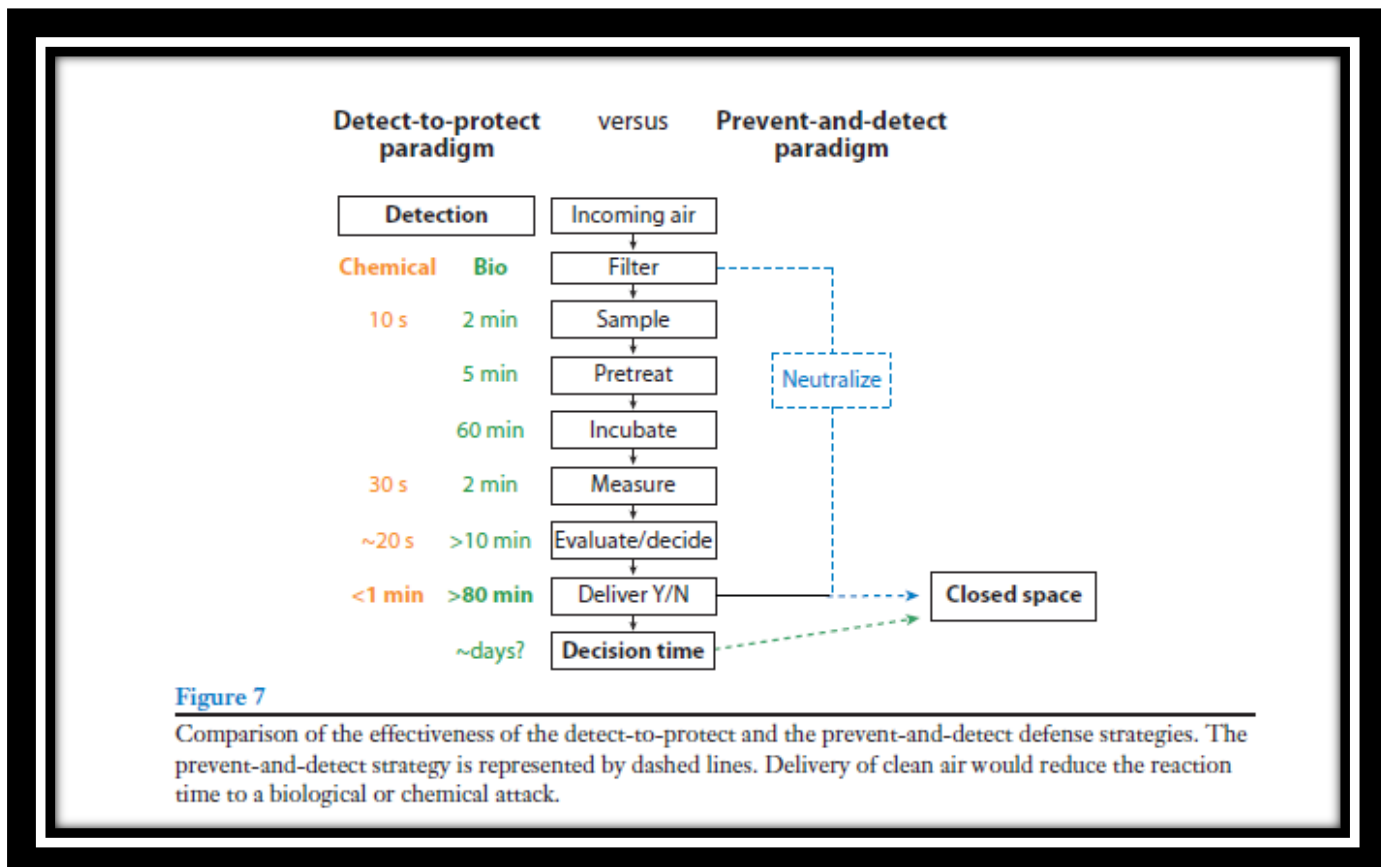 Detect-to-protect paradigm versus Prevent-and-detect paradigm
Detection Incoming air
Chemical Bio Filter
10 s 2 min Sample
5 min Pretreat
Neutralize
60 min Incubate
30 s 2 min Measure
~20 s >10 min Evaluate/decide
<1 min >80 min Deliver Y/N Closed space
~days? Decision time
Figure 7
Comparison of the effectiveness of the detect-to-protect and the prevent-and-detect defense strategies. The
prevent-and-detect strategy is represented by dashed lines. Delivery of clean air would reduce the reaction
time to a biological or chemical attack.